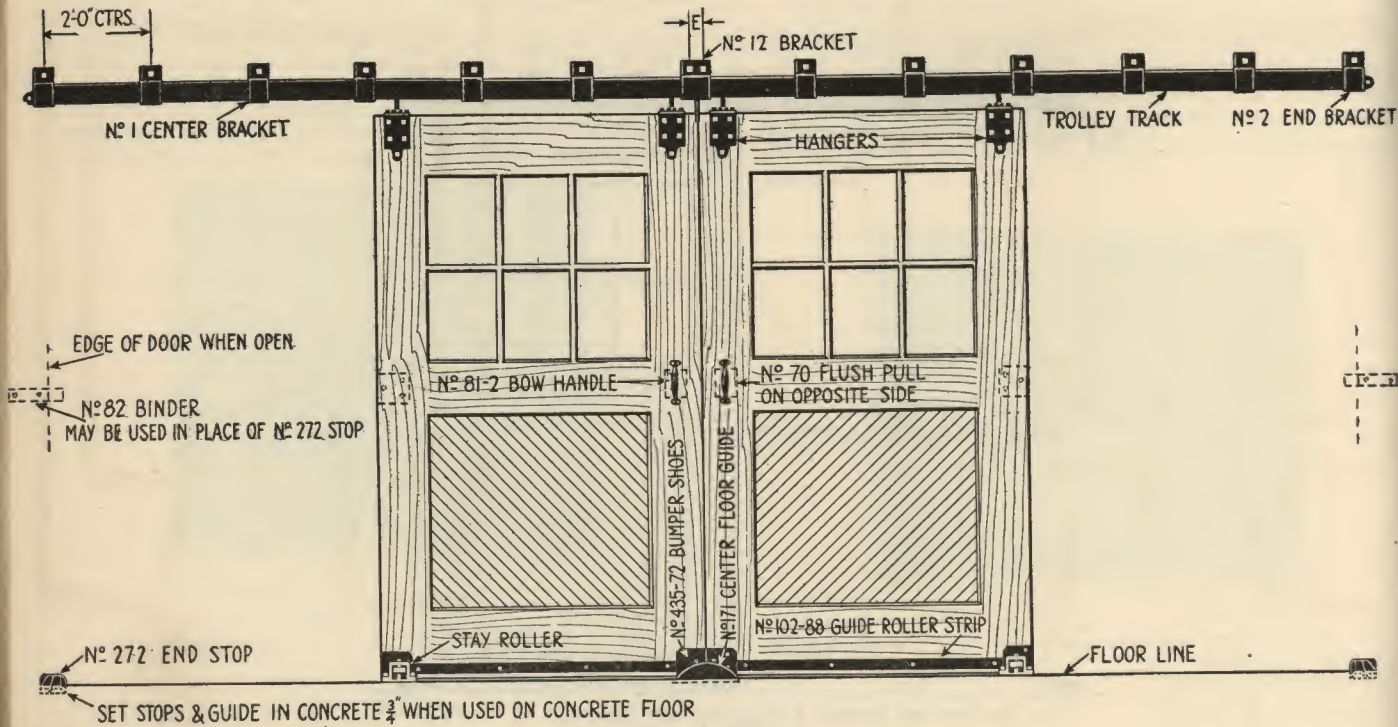 2'-0" CTRS.
E
Nº 12 BRACKET
Nº 1 CENTER BRACKET
TROLLEY TRACK
Nº 2 END BRACKET
HANGERS
EDGE OF DOOR WHEN OPEN
Nº 81-2 BOW HANDLE
Nº 70 FLUSH PULL
ON OPPOSITE SIDE
Nº 82 BINDER
MAY BE USED IN PLACE OF Nº 272 STOP
Nº 435-72 BUMPER SHOES
Nº 171 CENTER FLOOR GUIDE
Nº 102-88 GUIDE ROLLER STRIP
STAY ROLLER
Nº 272 END STOP
FLOOR LINE
SET STOPS & GUIDE IN CONCRETE 3/4" WHEN USED ON CONCRETE FLOOR